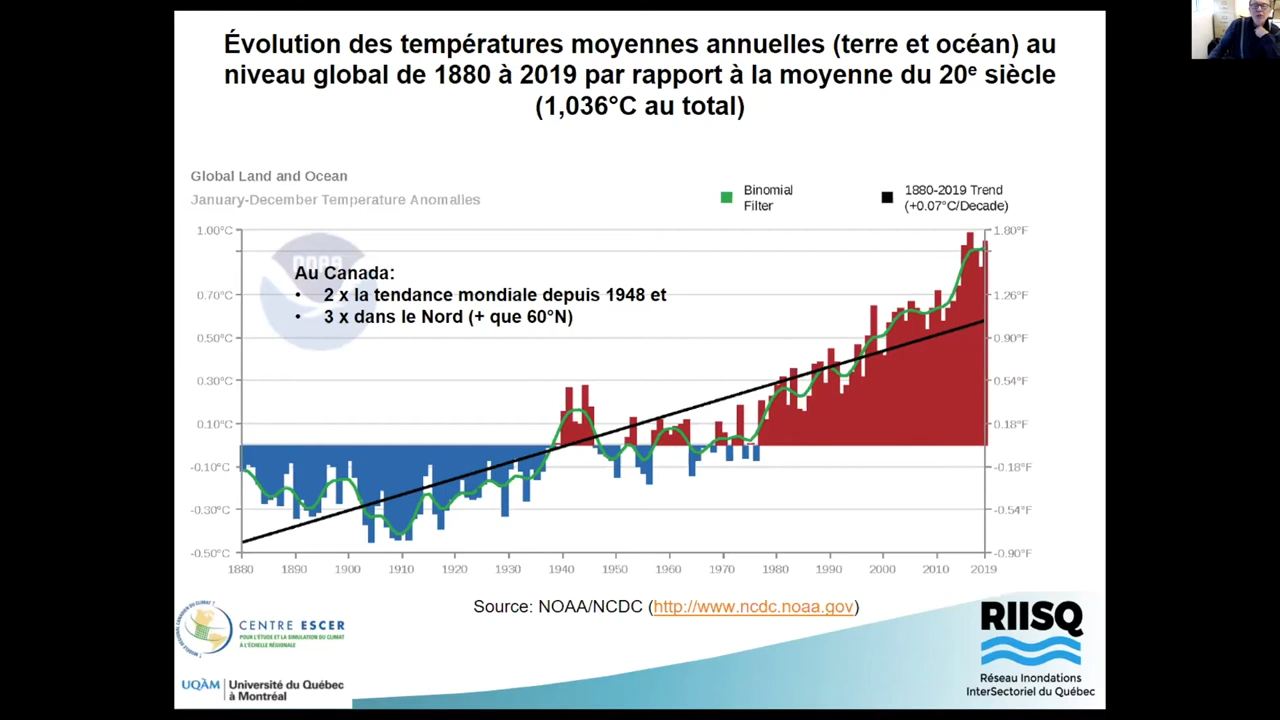 Évolution des températures moyennes annuelles (terre et océan) au
niveau global de 1880 à 2019 par rapport à la moyenne du 20e siècle
(1,036°C au total)
Global Land and Ocean
January-December Temperature Anomalies
Binomial
Filter
1880-2019 Trend
(+0.07°C/Decade)
1.00°C
1.80°F
noaa
Au Canada:
• 2 x la tendance mondiale depuis 1948 et
• 3 x dans le Nord (+ que 60°N)
0.70°C
1.26°F
0.50°C
0.90°F
0.30°C
0.54°F
0.10°C
0.18°F
-0.10°C
-0.18°F
-0.30°C
-0.54°F
-0.50°C
-0.90°F
1880 1890 1900 1910 1920 1930 1940 1950 1960 1970 1980 1990 2000 2010 2019
Source: NOAA/NCDC (http://www.ncdc.noaa.gov)
CENTRE ESCER
POUR L'ÉTUDE ET LA SIMULATION DU CLIMAT
À L'ÉCHELLE RÉGIONALE
UQÀM Université du Québec
à Montréal
RIISQ
Réseau Inondations
InterSectoriel du Québec